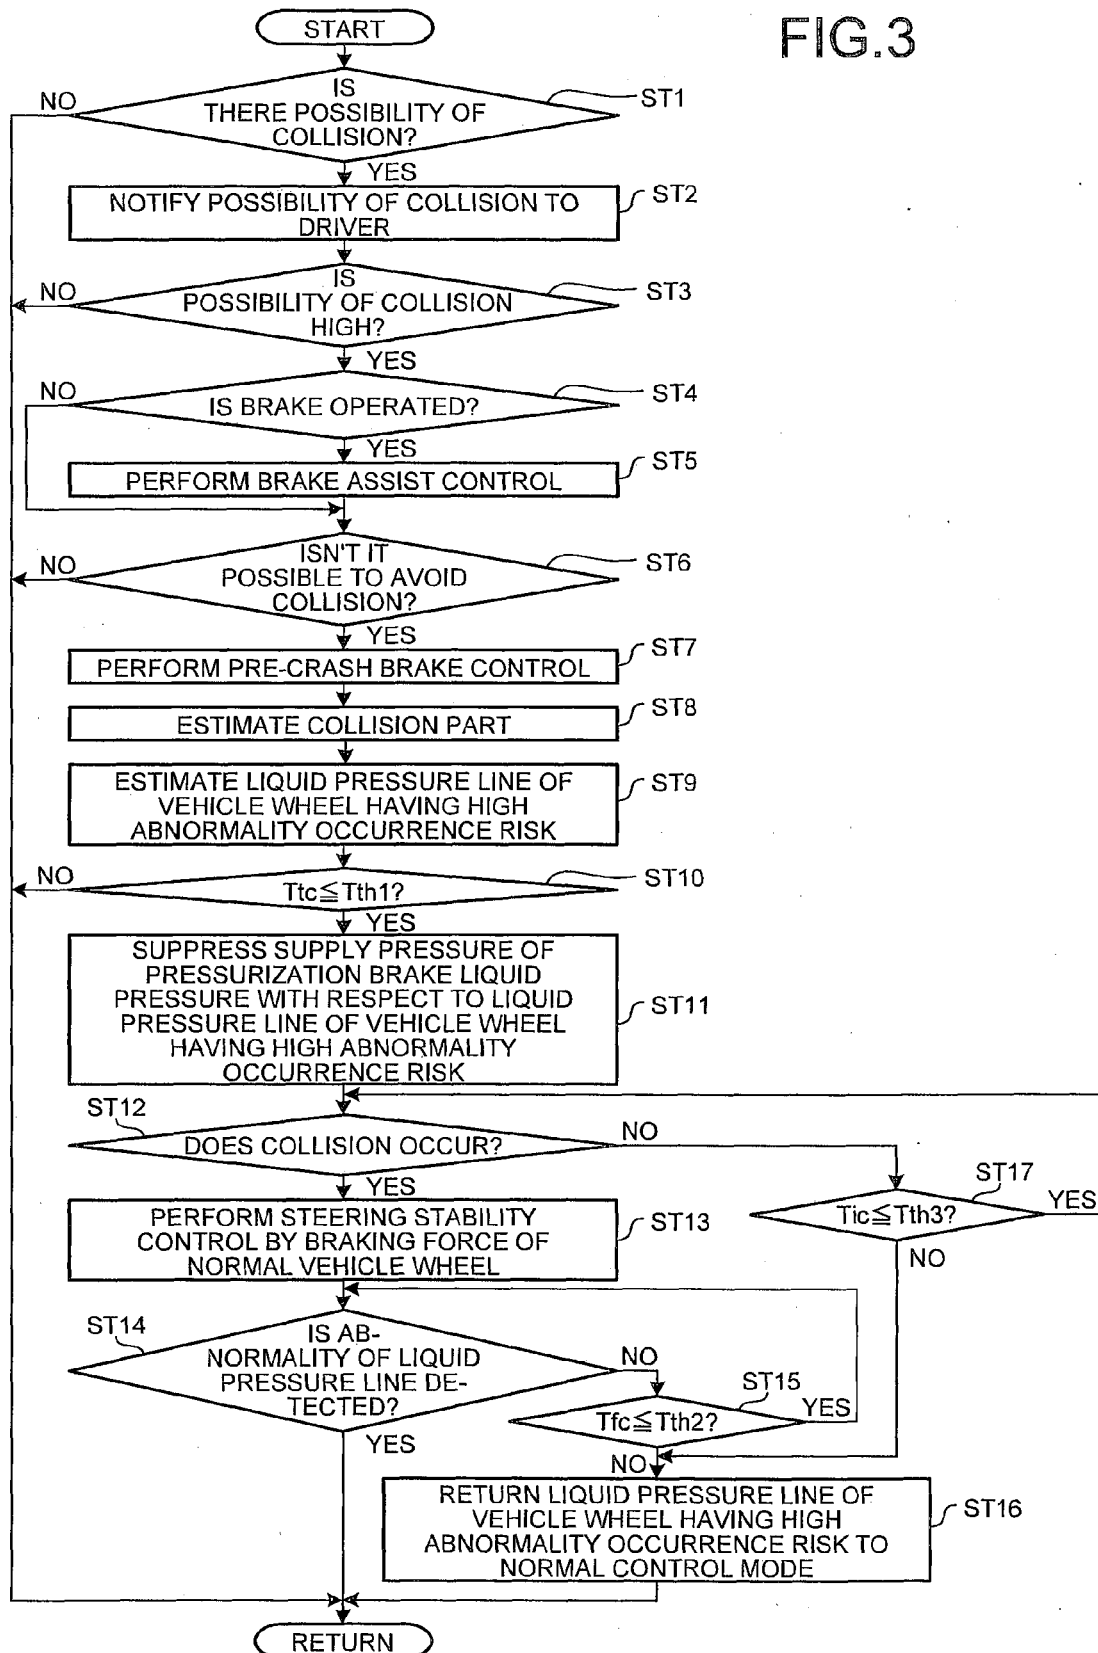 FIG.3
START
IS
THERE POSSIBILITY OF
COLLISION?
NO
ST1
YES
NOTIFY POSSIBILITY OF COLLISION TO
DRIVER
ST2
IS
POSSIBILITY OF COLLISION
HIGH?
NO
ST3
YES
IS BRAKE OPERATED?
NO
ST4
YES
PERFORM BRAKE ASSIST CONTROL
ST5
ISN'T IT
POSSIBLE TO AVOID
COLLISION?
NO
ST6
YES
PERFORM PRE-CRASH BRAKE CONTROL
ST7
ESTIMATE COLLISION PART
ST8
ESTIMATE LIQUID PRESSURE LINE OF
VEHICLE WHEEL HAVING HIGH
ABNORMALITY OCCURRENCE RISK
ST9
Ttc≦Tth1?
NO
ST10
YES
SUPPRESS SUPPLY PRESSURE OF
PRESSURIZATION BRAKE LIQUID
PRESSURE WITH RESPECT TO LIQUID
PRESSURE LINE OF VEHICLE WHEEL
HAVING HIGH ABNORMALITY
OCCURRENCE RISK
ST11
ST12
DOES COLLISION OCCUR?
NO
YES
ST17
Tic≦Tth3?
YES
NO
PERFORM STEERING STABILITY
CONTROL BY BRAKING FORCE OF
NORMAL VEHICLE WHEEL
ST13
ST14
IS AB-
NORMALITY OF LIQUID
PRESSURE LINE DE-
TECTED?
NO
YES
ST15
Tfc≦Tth2?
YES
NO
RETURN LIQUID PRESSURE LINE OF
VEHICLE WHEEL HAVING HIGH
ABNORMALITY OCCURRENCE RISK TO
NORMAL CONTROL MODE
ST16
RETURN